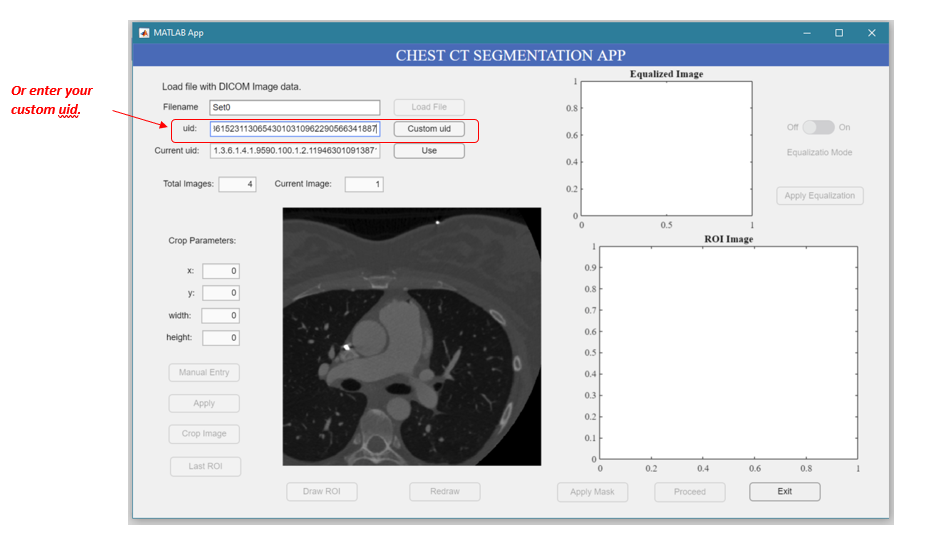 MATLAB App
CHEST CT SEGMENTATION APP
Or enter your
custom uid.
Load file with DICOM Image data.
Filename Set0 Load File
uid: l6152311306543010310962290566341887 Custom uid
Current uid: 1.3.6.1.4.1.9590.100.1.2.11946301091387 Use
Total Images: 4 Current Image: 1
Equalized Image
1
0.8
0.6
0.4
0.2
0
0 0.5 1
Off On
Equalizatio Mode
Apply Equalization
Crop Parameters:
x: 0
y: 0
width: 0
height: 0
Manual Entry
Apply
Crop Image
Last ROI
ROI Image
1
0.9
0.8
0.7
0.6
0.5
0.4
0.3
0.2
0.1
0
0 0.2 0.4 0.6 0.8 1
Draw ROI Redraw Apply Mask Proceed Exit